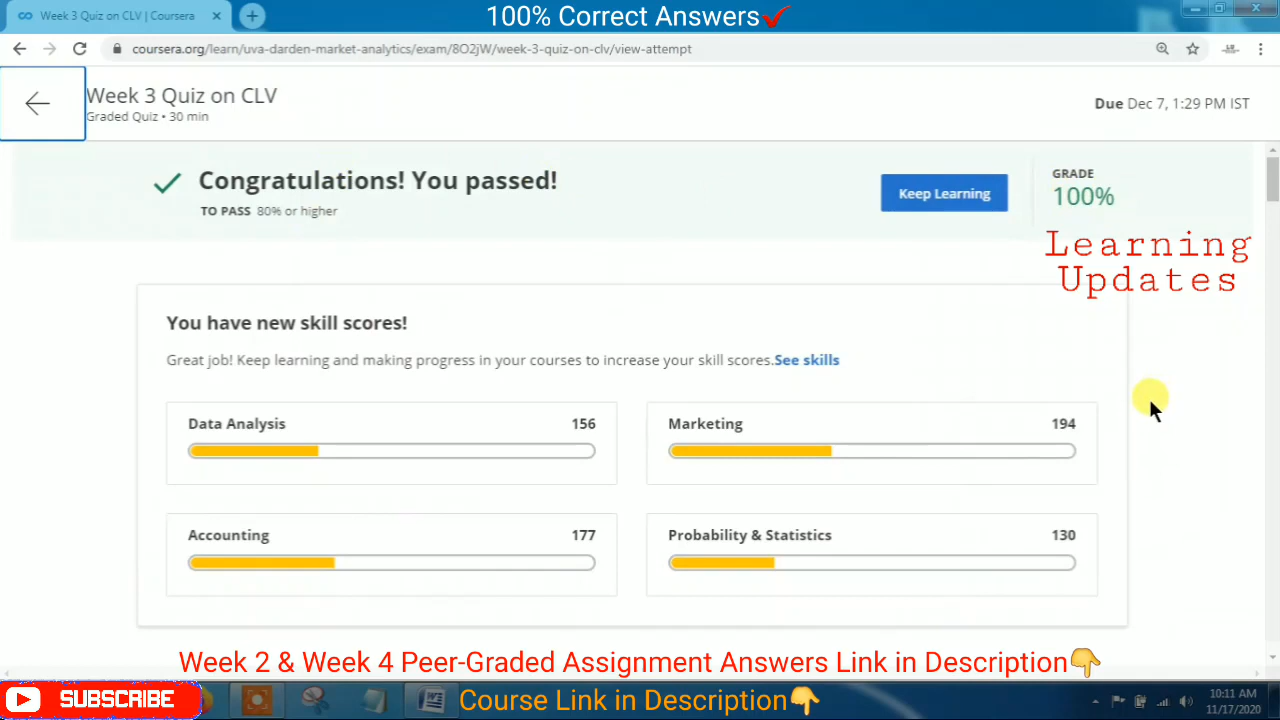 Week 3 Quiz on CLV | Coursera
100% Correct Answers
coursera.org/learn/uva-darden-market-analytics/exam/8O2jW/week-3-quiz-on-clv/view-attempt
Week 3 Quiz on CLV
Graded Quiz • 30 min
Due Dec 7, 1:29 PM IST
Congratulations! You passed!
TO PASS 80% or higher
Keep Learning
GRADE
100%
Learning
Updates
You have new skill scores!
Great job! Keep learning and making progress in your courses to increase your skill scores.See skills
Data Analysis 156
Marketing 194
Accounting 177
Probability & Statistics 130
Week 2 & Week 4 Peer-Graded Assignment Answers Link in Description
SUBSCRIBE
Course Link in Description
10:11 AM
11/17/2020